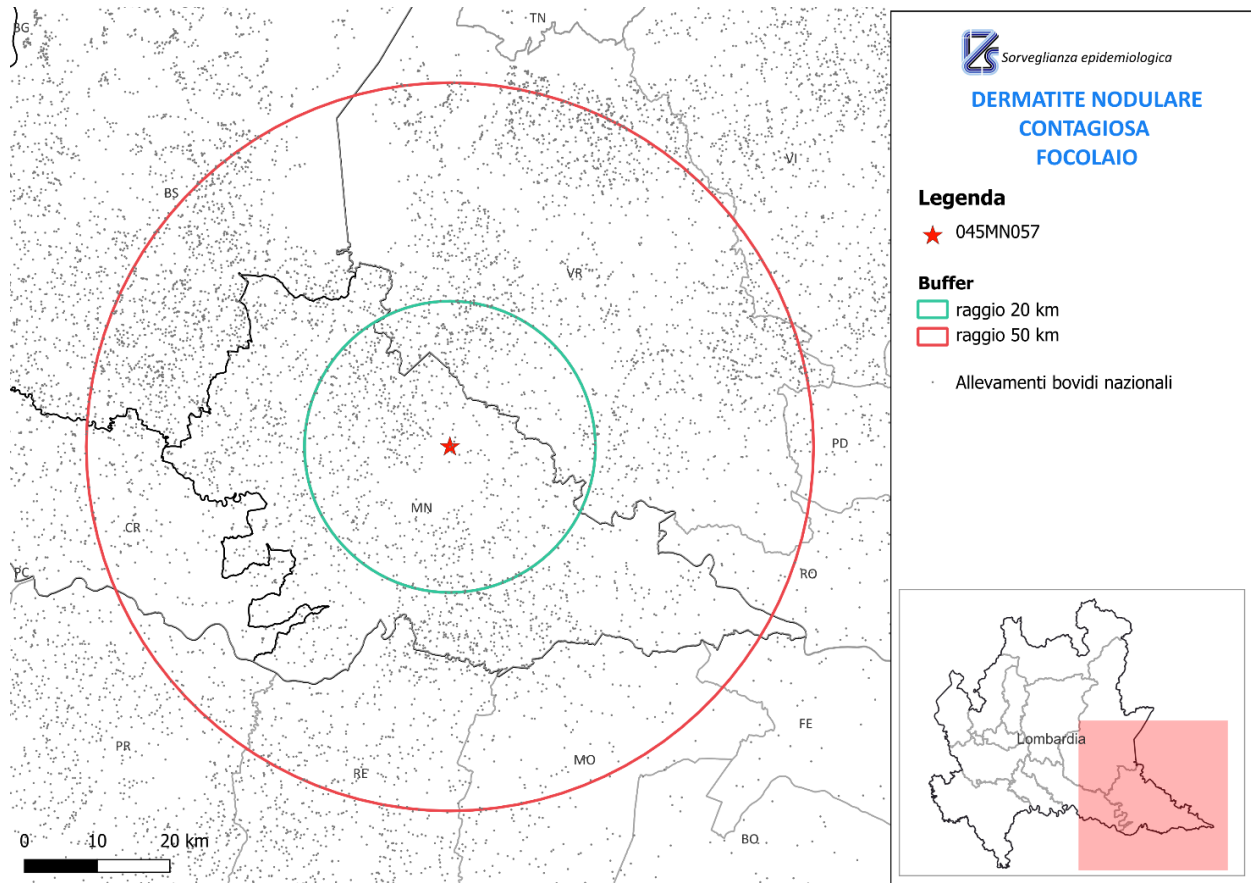 BG
TN
VI
BS
VR
PD
MN
CR
PC
RO
FE
PR
RE
MO
BO
0 10 20 km
Sorveglianza epidemiologica
DERMATITE NODULARE
CONTAGIOSA
FOCOLAIO
Legenda
045MN057
Buffer
raggio 20 km
raggio 50 km
Allevamenti bovidi nazionali
Lombardia